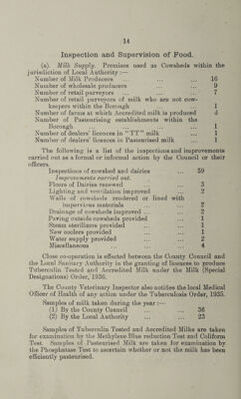 14
Inspection and Supervision of Food.
(a). Milk Supply. Premises used as Cowsheds within the
jurisdiction of Local Authority :—
Number of Milk Producers ... ... 16
Number of wholesale producers ... ... 9
Number of retail purveyors ... ... ... 7
Number of retail purveyors of milk who are not cow-
keepers within the Borough ... ... 1
Number of farms at which Accredited milk is produced 4
Number of Pasteurising establishments within the
Borough ... ... ... ... 1
Number of dealers' licences in "TT" milk ... 1
Number of dealers' licences in Pasteurised milk ... 1
The following is a list of the inspections and improvements
carried out as a formal or informal action by the Council or their
officers.
Inspections of cowshed and dairies ... 59
Improvements carried out.
Floors of Dairies renewed ... ... 3
Lighting and ventilation improved ... 2
Walls of cowsheds rendered or lined with
impervious materials ... ... 2
Drainage of cowsheds improved ... ... 2
Paving outside cowsheds provided ... 1
Steam sterilisers provided ... ... 1
New coolers provided ... ... 1
Water supply provided ... ... 2
Miscellaneous ... ... ... 4
Close co-operation is effected between the County Council and
the Local Sanitary Authority in the granting of licences to produce
Tuberculin Tested and Accredited Milk under the Milk (Special
Designations) Order, 1936.
The County Veterinary Inspector also notifies the local Medical
Officer of Health of any action under the Tuberculosis Order, 1935.
Samples of milk taken during the year :—
(1) By the County Council ... ... 36
(2) By the Local Authority ... ... 23
Samples of Tuberculin Tested and Accredited Milks are taken
for examination by the Methylene Blue reduction Test and Coliform
Test. Samples of Pasteurised Milk are taken for examination by
the Phosphatase Test to ascertain whether or not the milk has been
efficiently pasteurised.